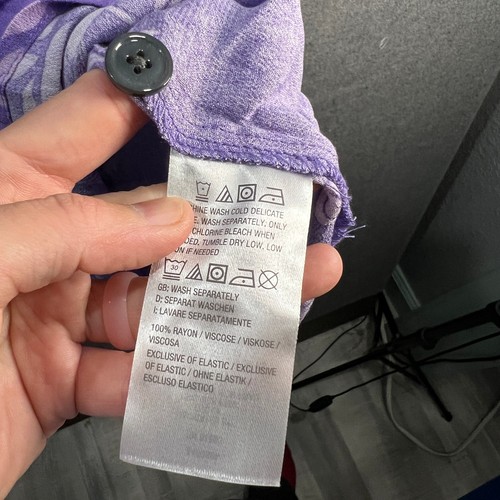 HINE WASH COLD DELICATE
E, WASH SEPARATELY, ONLY
CHLORINE BLEACH WHEN
DED, TUMBLE DRY LOW, LOW
ON IF NEEDED
30
GB: WASH SEPARATELY
D: SEPARAT WASCHEN
I: LAVARE SEPARATAMENTE
100% RAYON / VISCOSE / VISKOSE /
VISCOSA
EXCLUSIVE OF ELASTIC / EXCLUSIVE
OF ELASTIC / OHNE ELASTIK /
ESCLUSO ELASTICO